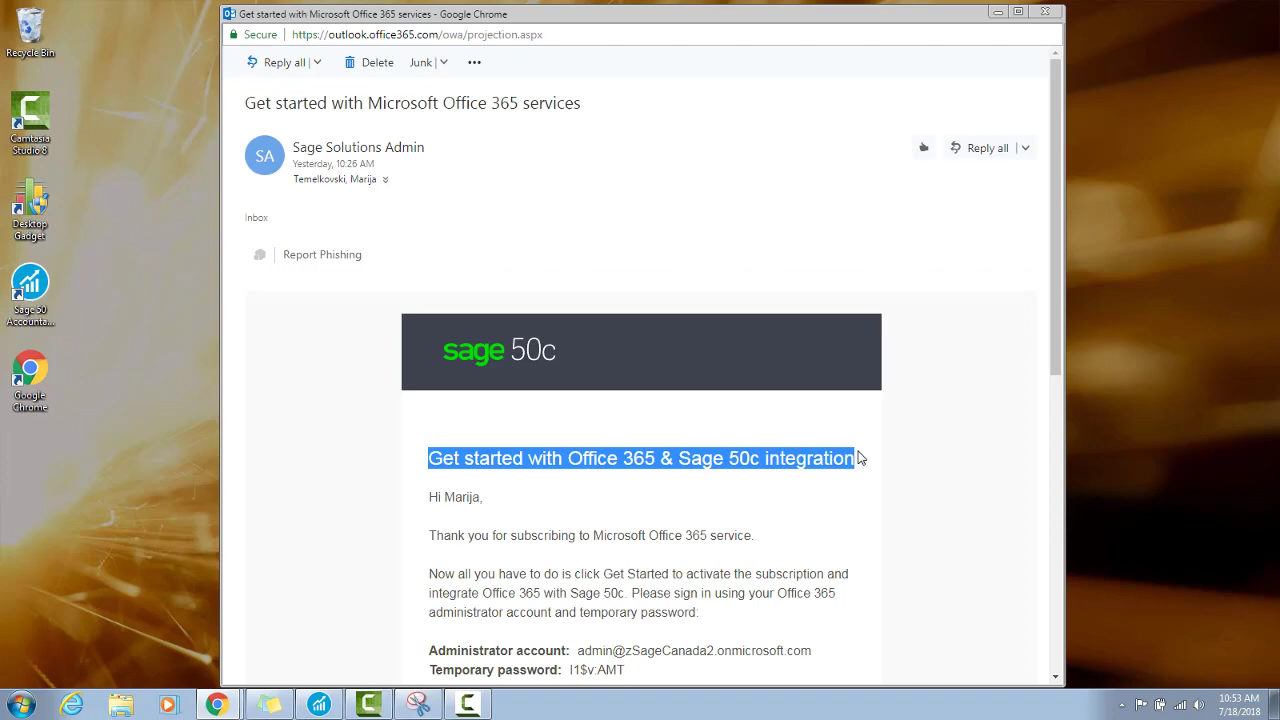 Get started with Microsoft Office 365 services - Google Chrome
Secure https://outlook.office365.com/owa/projection.aspx
Reply all Delete Junk
Get started with Microsoft Office 365 services
SA
Sage Solutions Admin
Yesterday, 10:26 AM
Temelkovski, Marija
Reply all
Inbox
Report Phishing
sage 50c
Get started with Office 365 & Sage 50c integration
Hi Marija,
Thank you for subscribing to Microsoft Office 365 service.
Now all you have to do is click Get Started to activate the subscription and
integrate Office 365 with Sage 50c. Please sign in using your Office 365
administrator account and temporary password:
Administrator account: admin@zSageCanada2.onmicrosoft.com
Temporary password: I1$v:AMT
Recycle Bin
Camtasia
Studio 8
Desktop
Gadget
Sage 50
Accounta...
Google
Chrome
10:53 AM
7/18/2018